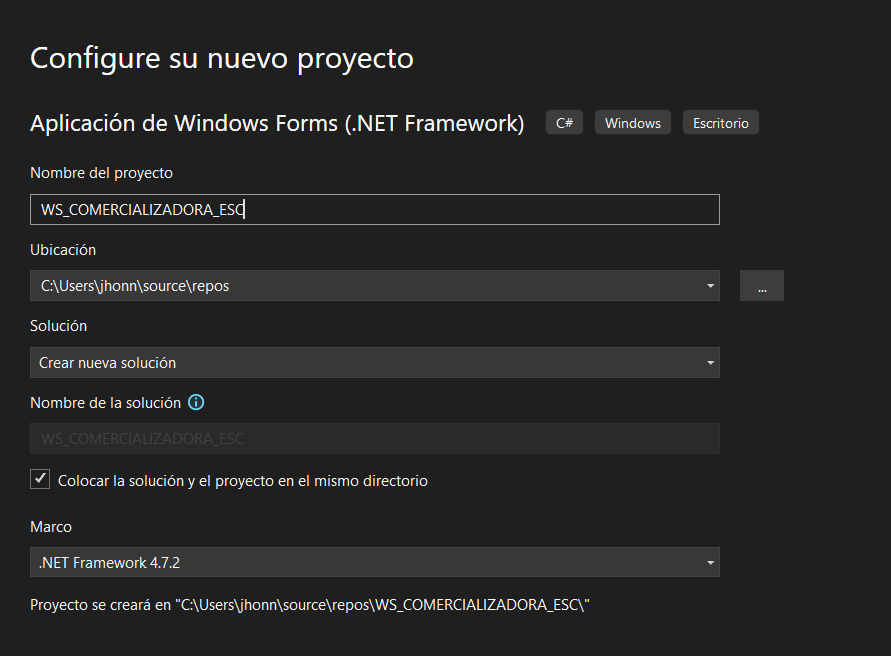 Configure su nuevo proyecto
Aplicación de Windows Forms (.NET Framework) C# Windows Escritorio
Nombre del proyecto
WS_COMERCIALIZADORA_ESC
Ubicación
C:\Users\jhonn\source\repos
...
Solución
Crear nueva solución
Nombre de la solución
WS_COMERCIALIZADORA_ESC
Colocar la solución y el proyecto en el mismo directorio
Marco
.NET Framework 4.7.2
Proyecto se creará en "C:\Users\jhonn\source\repos\WS_COMERCIALIZADORA_ESC\"